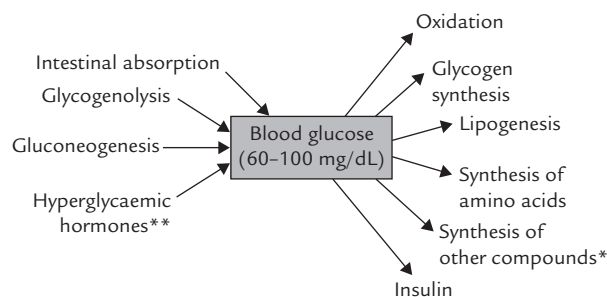 Intestinal absorption
Glycogenolysis
Gluconeogenesis
Hyperglycaemic
hormones**
Blood glucose
(60–100 mg/dL)
Oxidation
Glycogen
synthesis
Lipogenesis
Synthesis of
amino acids
Synthesis of
other compounds*
Insulin